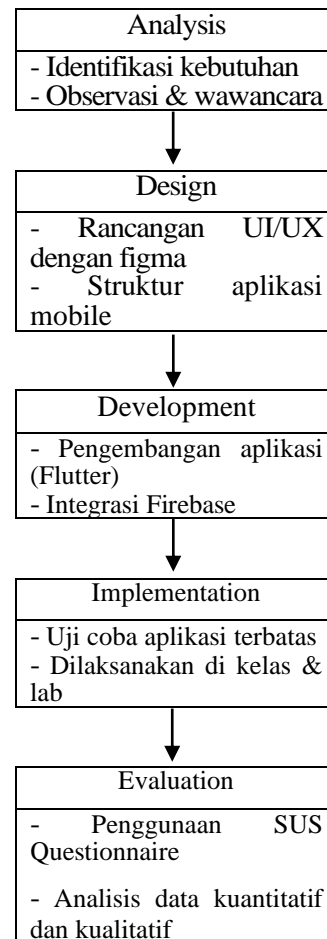 Analysis
- Identifikasi kebutuhan
- Observasi & wawancara
Design
- Rancangan UI/UX
dengan figma
- Struktur aplikasi
mobile
Development
- Pengembangan aplikasi
(Flutter)
- Integrasi Firebase
Implementation
- Uji coba aplikasi terbatas
- Dilaksanakan di kelas &
lab
Evaluation
- Penggunaan SUS
Questionnaire
- Analisis data kuantitatif
dan kualitatif